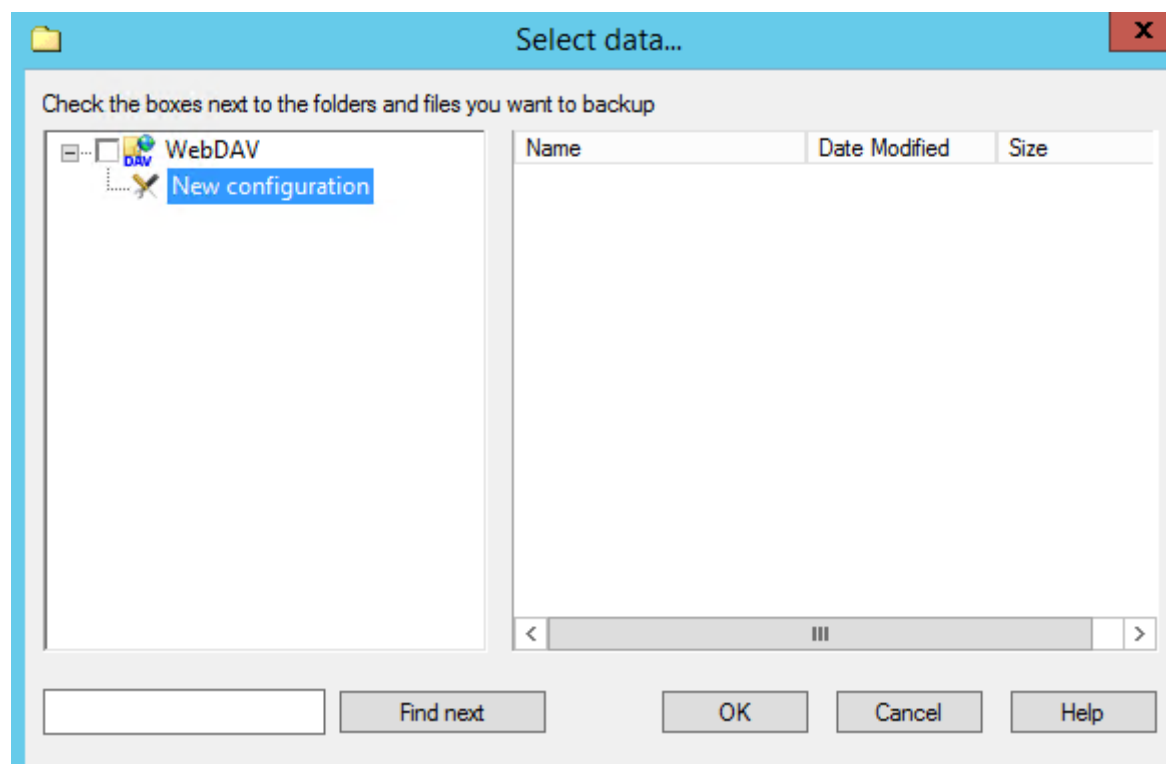 Select data...
x
Check the boxes next to the folders and files you want to backup
DAV WebDAV
New configuration
Name Date Modified Size
Find next OK Cancel Help